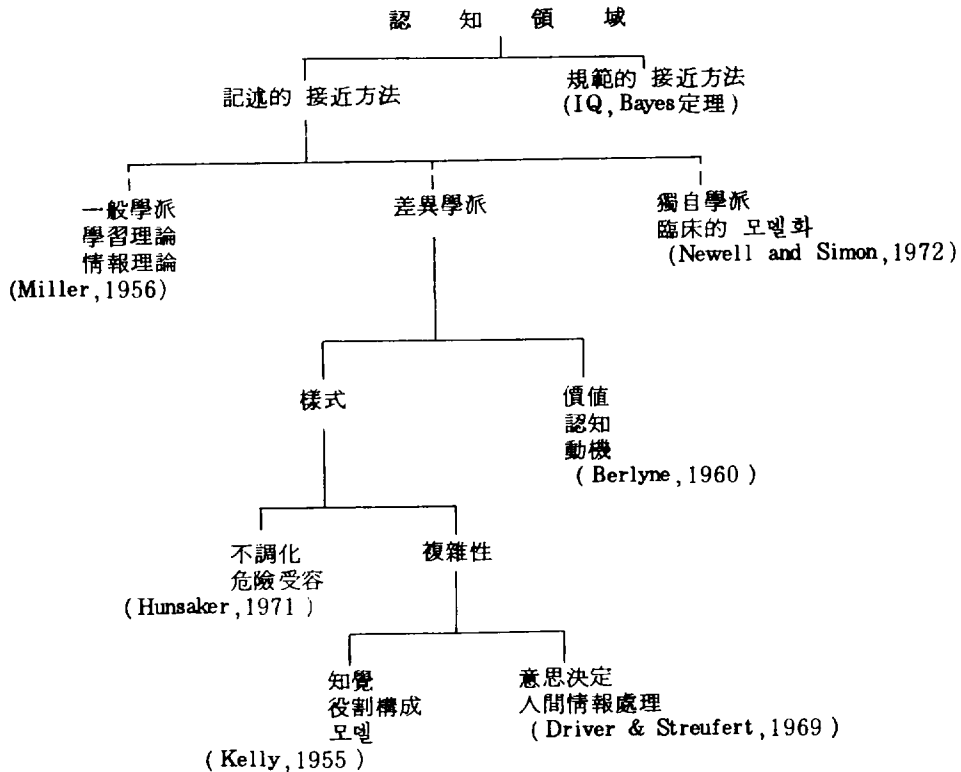 認 知 領 域
記述的 接近方法
規範的 接近方法
(IQ, Bayes定理)
一般學派
學習理論
情報理論
(Miller, 1956)
差異學派
獨自學派
臨床的 모델화
(Newell and Simon, 1972)
樣式
價値
認知
動機
(Berlyne, 1960)
不調化
危險受容
(Hunsaker, 1971)
複雜性
知覺
役割構成
모델
(Kelly, 1955)
意思決定
人間情報處理
(Driver & Streufert, 1969)